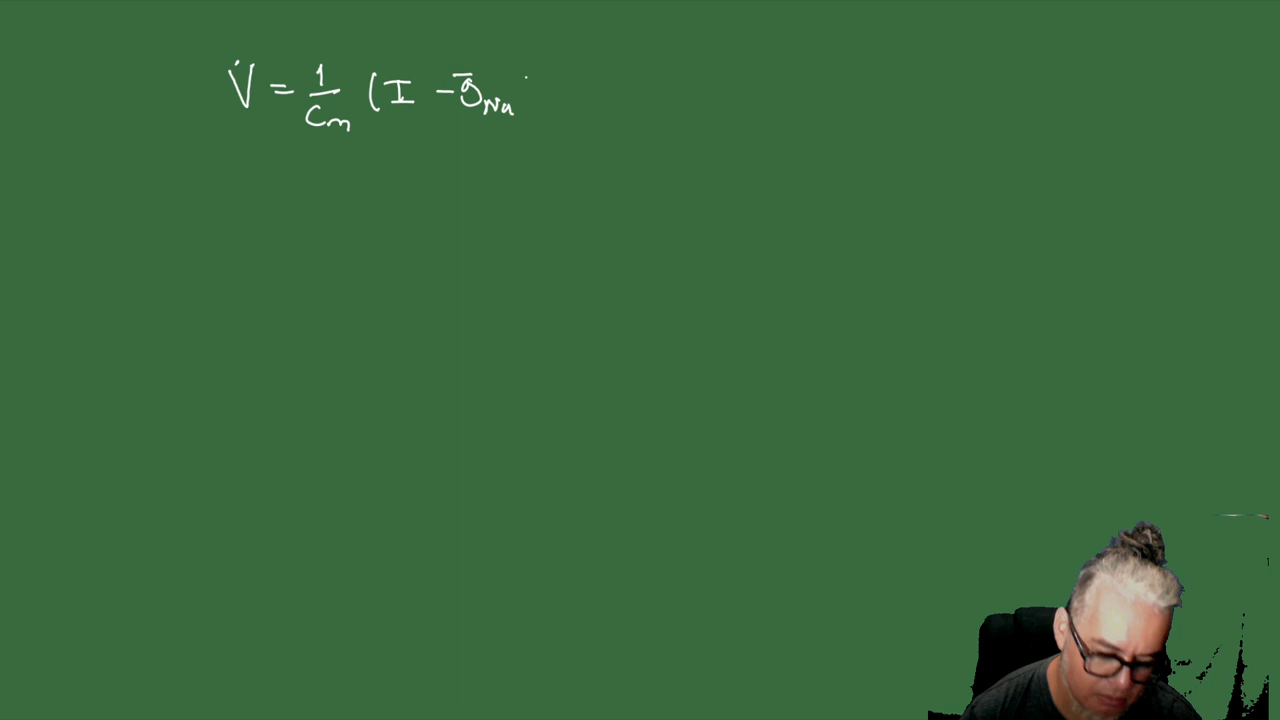 V̇ = 1/Cm (I - ḡNa